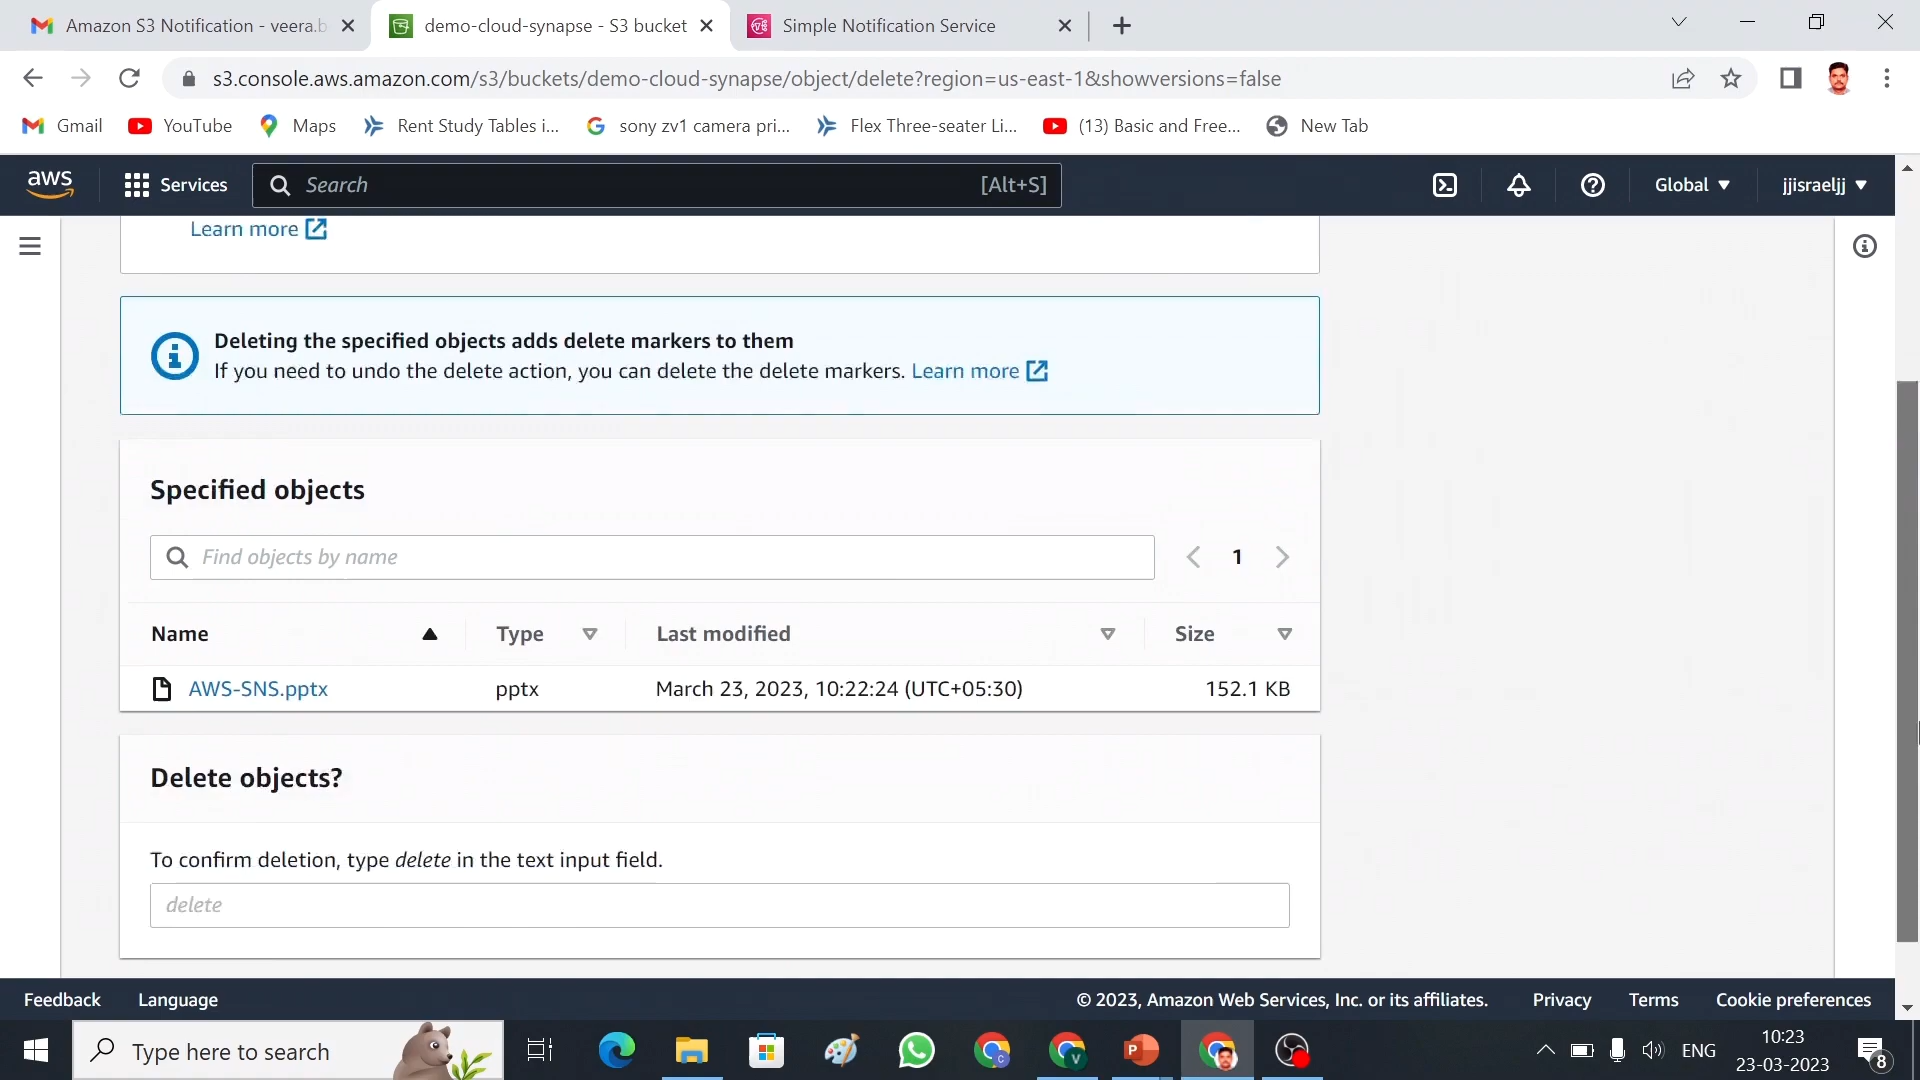 Amazon S3 Notification - veera.b
demo-cloud-synapse - S3 bucket
Simple Notification Service
s3.console.aws.amazon.com/s3/buckets/demo-cloud-synapse/object/delete?region=us-east-1&showversions=false
Gmail
YouTube
Maps
Rent Study Tables i...
sony zv1 camera pri...
Flex Three-seater Li...
(13) Basic and Free...
New Tab
aws
Services
Search
[Alt+S]
Global
jjisraeljj
Learn more
Deleting the specified objects adds delete markers to them
If you need to undo the delete action, you can delete the delete markers. Learn more
Specified objects
Find objects by name
1
Name
Type
Last modified
Size
AWS-SNS.pptx
pptx
March 23, 2023, 10:22:24 (UTC+05:30)
152.1 KB
Delete objects?
To confirm deletion, type delete in the text input field.
delete
Feedback
Language
© 2023, Amazon Web Services, Inc. or its affiliates.
Privacy
Terms
Cookie preferences
Type here to search
C
V
P
ENG
10:23
23-03-2023
8